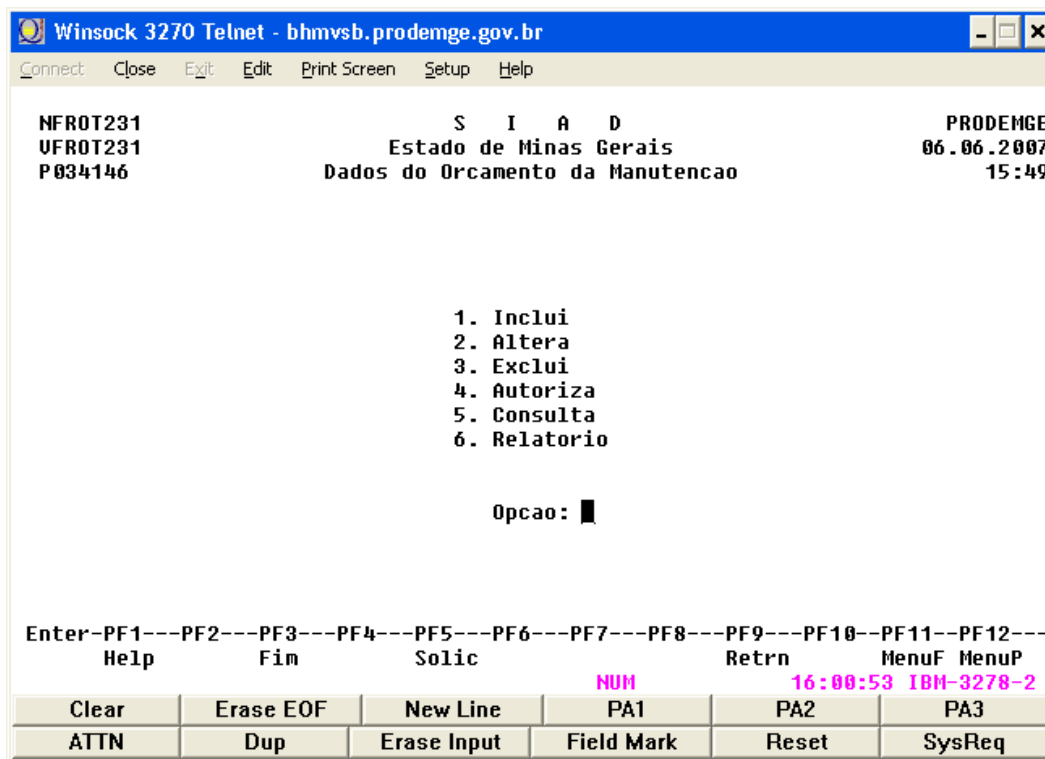 Winsock 3270 Telnet - bhmvsb.prodemge.gov.br
Connect Close Exit Edit Print Screen Setup Help
NFROT231 S I A D PRODEMGE
VFROT231 Estado de Minas Gerais 06.06.2007
P034146 Dados do Orcamento da Manutencao 15:49
1. Inclui
2. Altera
3. Exclui
4. Autoriza
5. Consulta
6. Relatorio
Opcao:
Enter-PF1---PF2---PF3---PF4---PF5---PF6---PF7---PF8---PF9---PF10--PF11--PF12---
Help Fim Solic Retrn MenuF MenuP
NUM 16:00:53 IBM-3278-2
Clear Erase EOF New Line PA1 PA2 PA3
ATTN Dup Erase Input Field Mark Reset SysReq